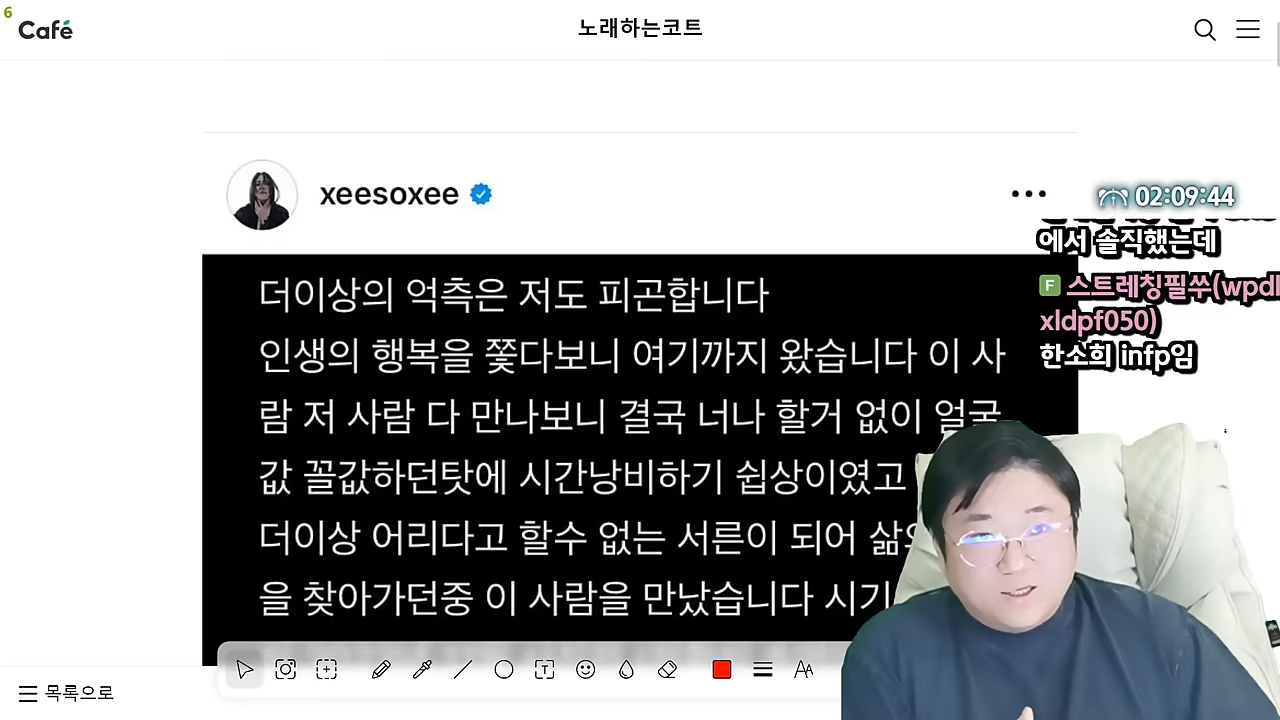 6
Café
노래하는코트
xeesoxee
02:09:44
에서 솔직했는데
F 스트레칭필쑤(wpdl
xldpf050)
한소희 infp임
더이상의 억측은 저도 피곤합니다
인생의 행복을 쫓다보니 여기까지 왔습니다 이 사
람 저 사람 다 만나보니 결국 너나 할거 없이 얼굴
값 꼴값하던탓에 시간낭비하기 쉽상이였고
더이상 어리다고 할수 없는 서른이 되어
을 찾아가던중 이 사람을 만났습니다 시기
T
AA
목록으로